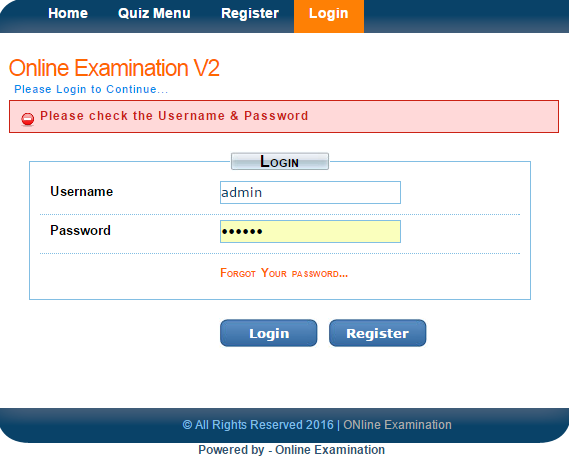 Home Quiz Menu Register Login
Online Examination V2
Please Login to Continue...
Please check the Username & Password
Login
Username admin
Password ••••••
Forgot Your password...
Login Register
© All Rights Reserved 2016 | ONline Examination
Powered by - Online Examination